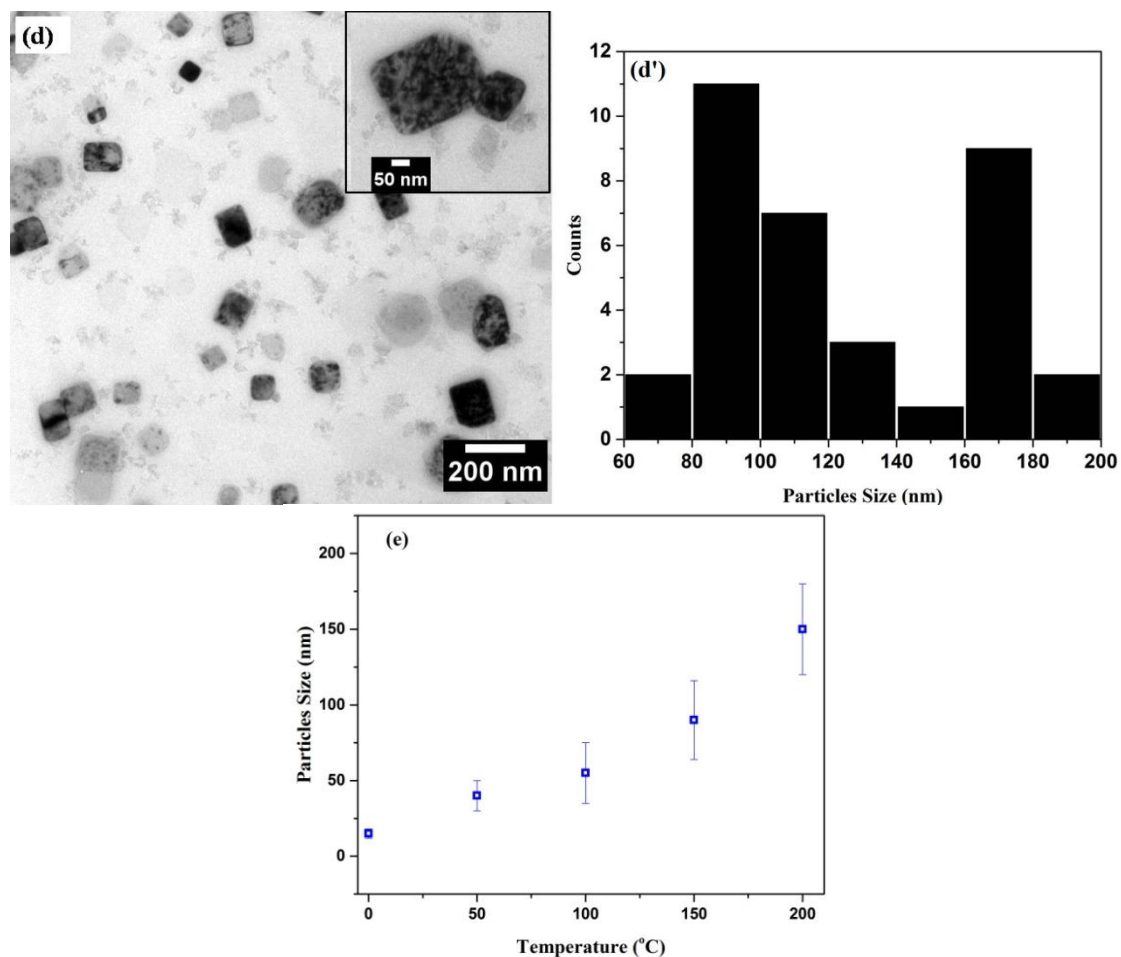 (d)
50 nm
200 nm
(d')
12
10
8
6
4
2
0
Counts
60 80 100 120 140 160 180 200
Particles Size (nm)
(e)
200
150
100
50
0
Particles Size (nm)
0 50 100 150 200
Temperature (°C)